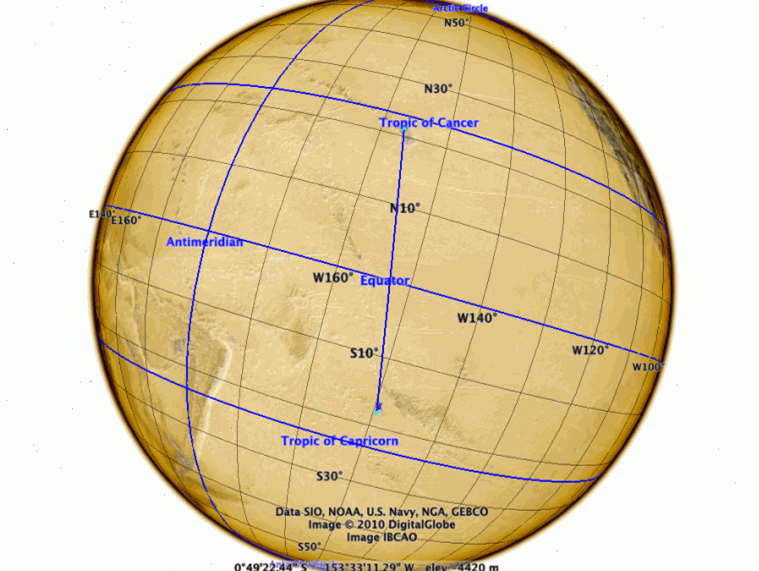 Arctic Circle
N50°
N30°
Tropic of Cancer
N10°
E140°
E160°
Antimeridian
W160°
Equator
W140°
S10°
W120°
W100°
Tropic of Capricorn
S30°
Data SIO, NOAA, U.S. Navy, NGA, GEBCO
Image © 2010 DigitalGlobe
Image IBCAO
S50°
0°49'22.44" S 153°33'11.29" W elev -4420 m